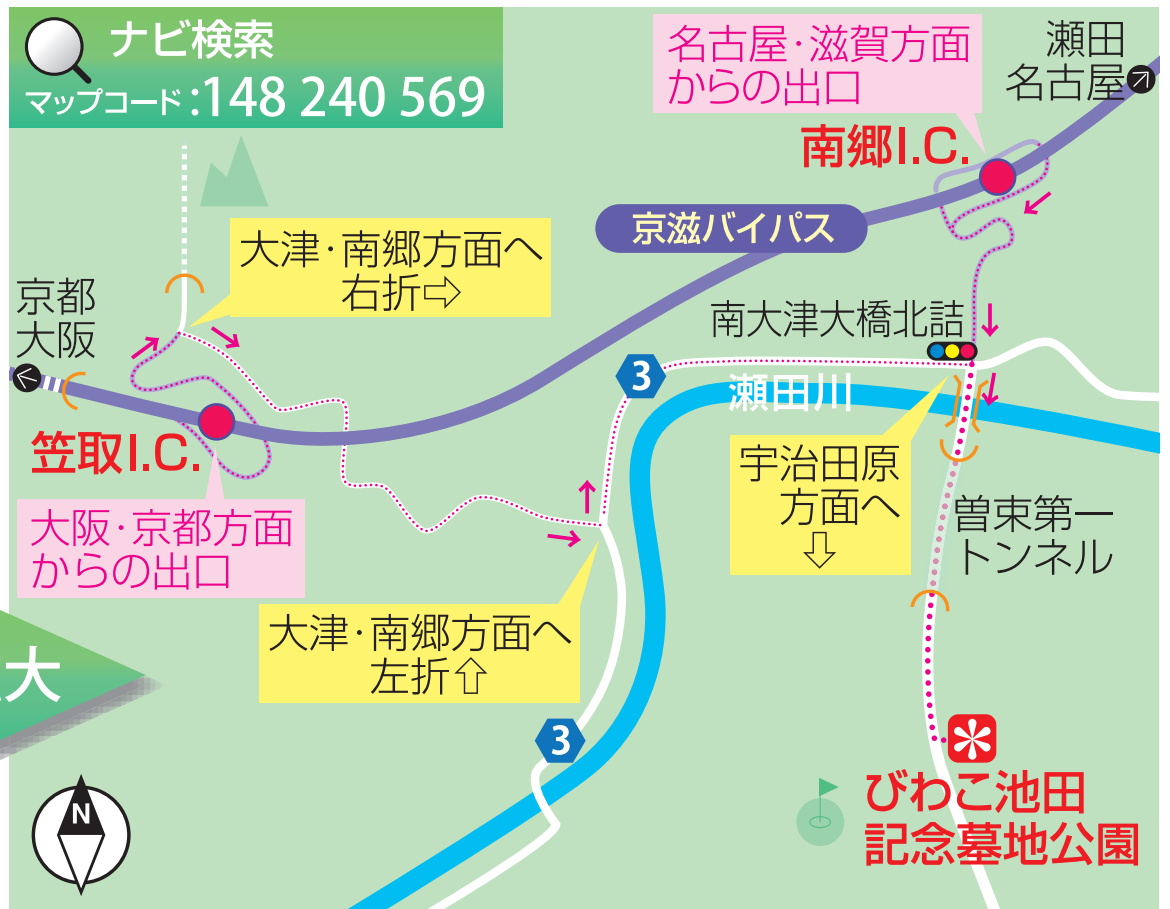 ナビ検索
マップコード:148 240 569
名古屋・滋賀方面
からの出口
瀬田
名古屋
南郷I.C.
京滋バイパス
大津・南郷方面へ
右折⇨
京都
大阪
南大津大橋北詰
3
瀬田川
笠取I.C.
宇治田原
方面へ
⇩
大阪・京都方面
からの出口
曽束第一
トンネル
大津・南郷方面へ
左折⇧
大
3
N
びわこ池田
記念墓地公園